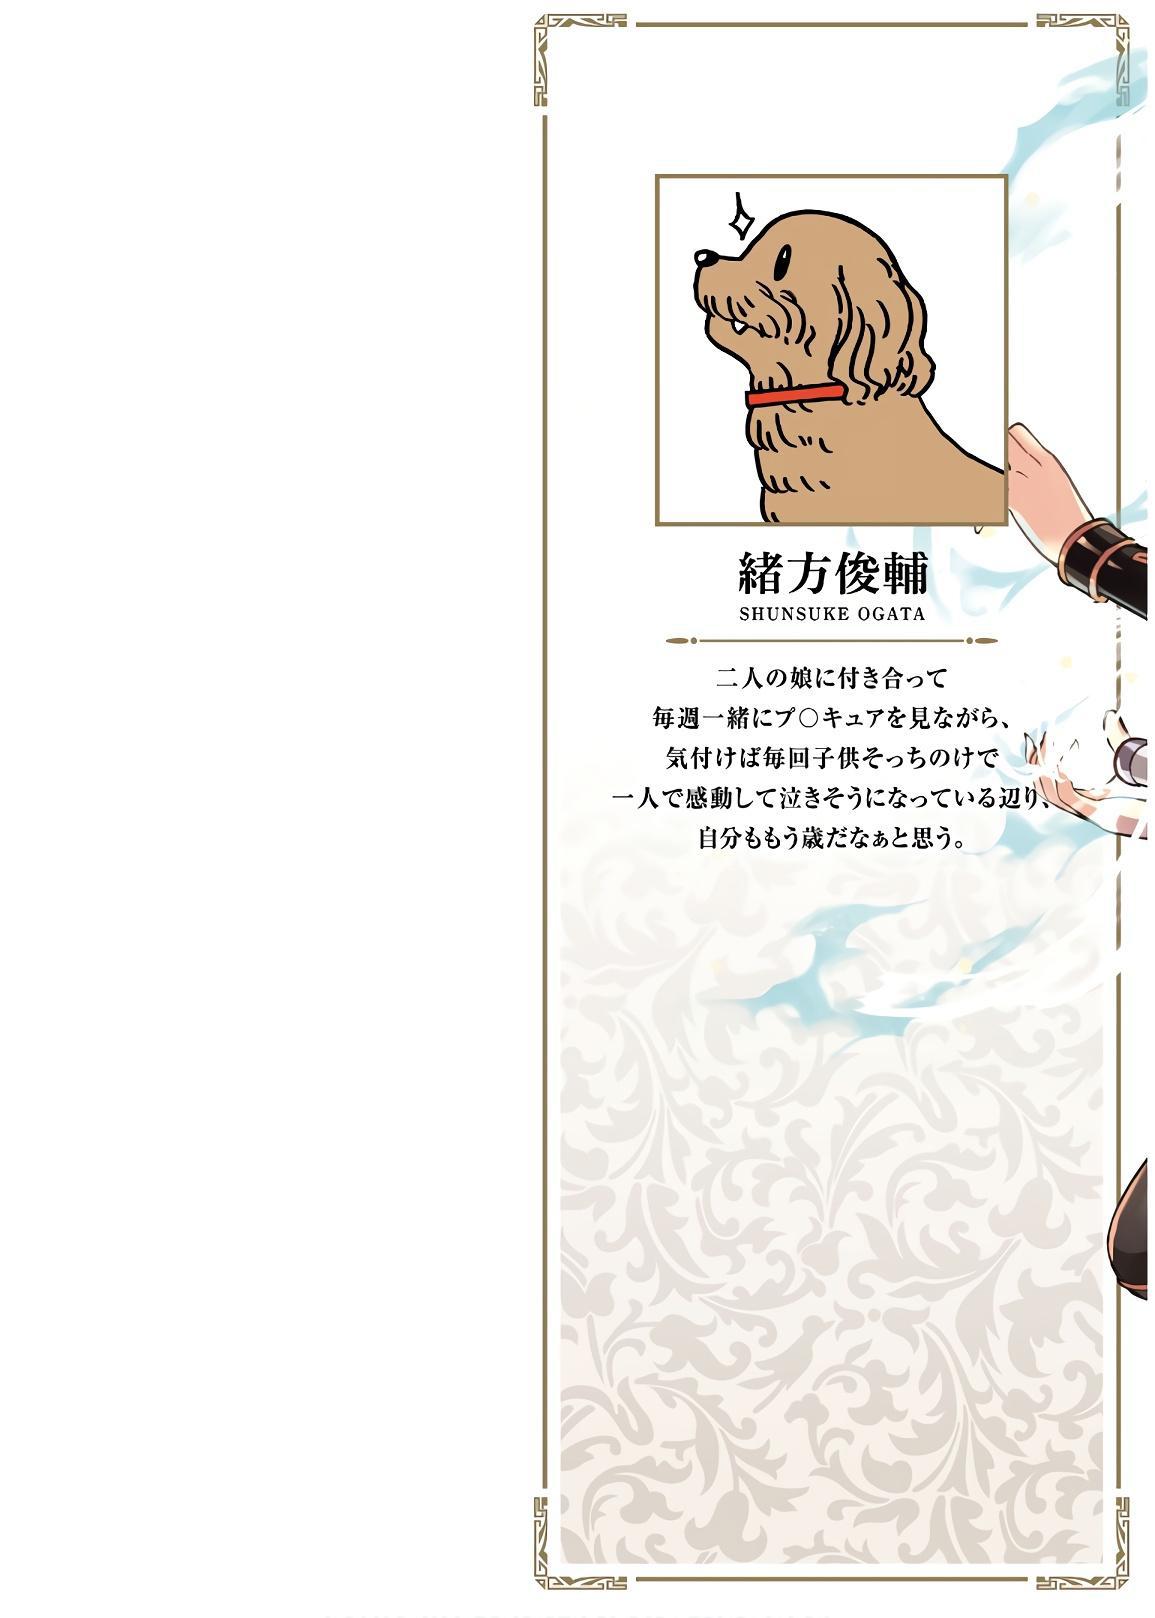 緒方俊輔
SHUNSUKE OGATA
二人の娘に付き合って
毎週一緒にプ〇キュアを見ながら、
気付けば毎回子供そっちのけで
一人で感動して泣きそうになっている辺り、
自分ももう歳だなぁと思う。